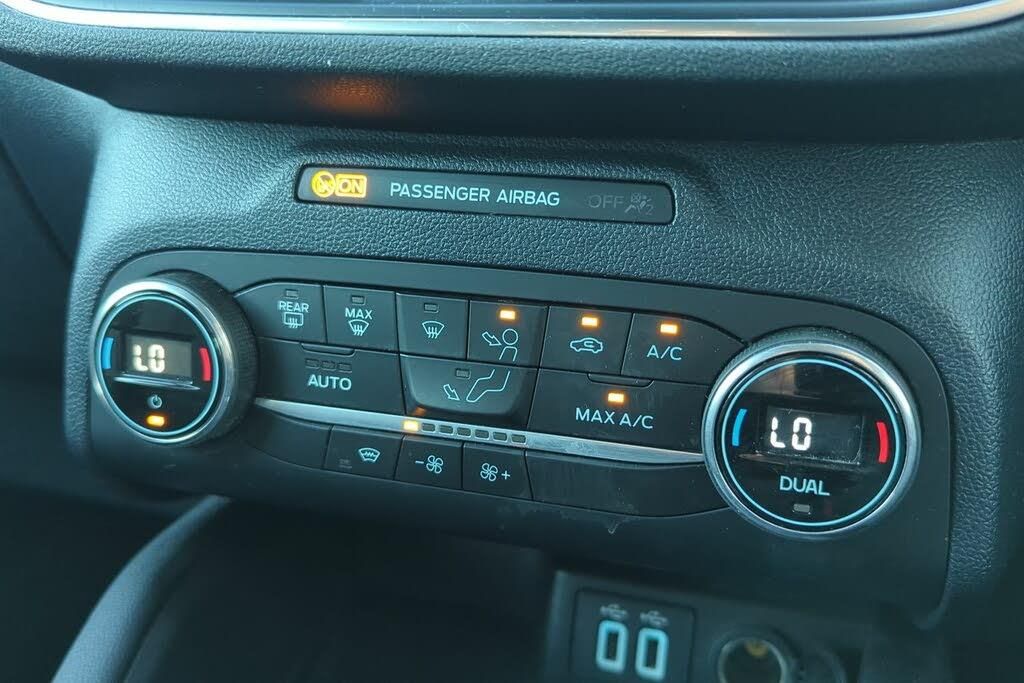 ON PASSENGER AIRBAG OFF
REAR
MAX
A/C
AUTO
MAX A/C
LO
LO
DUAL
- +